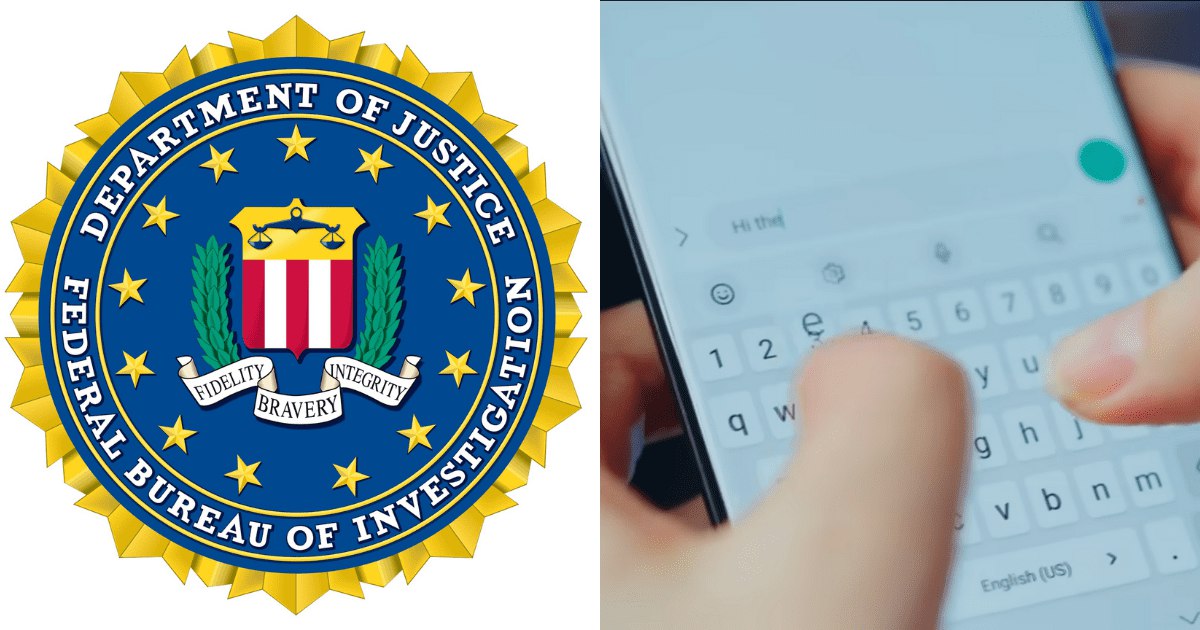 DEPARTMENT OF JUSTICE
FEDERAL BUREAU OF INVESTIGATION
FIDELITY
BRAVERY
INTEGRITY
Hi the
e
1 2 4 5 6 7 8 9 0
q w y u
g h j
c v b n m
English (US)
.